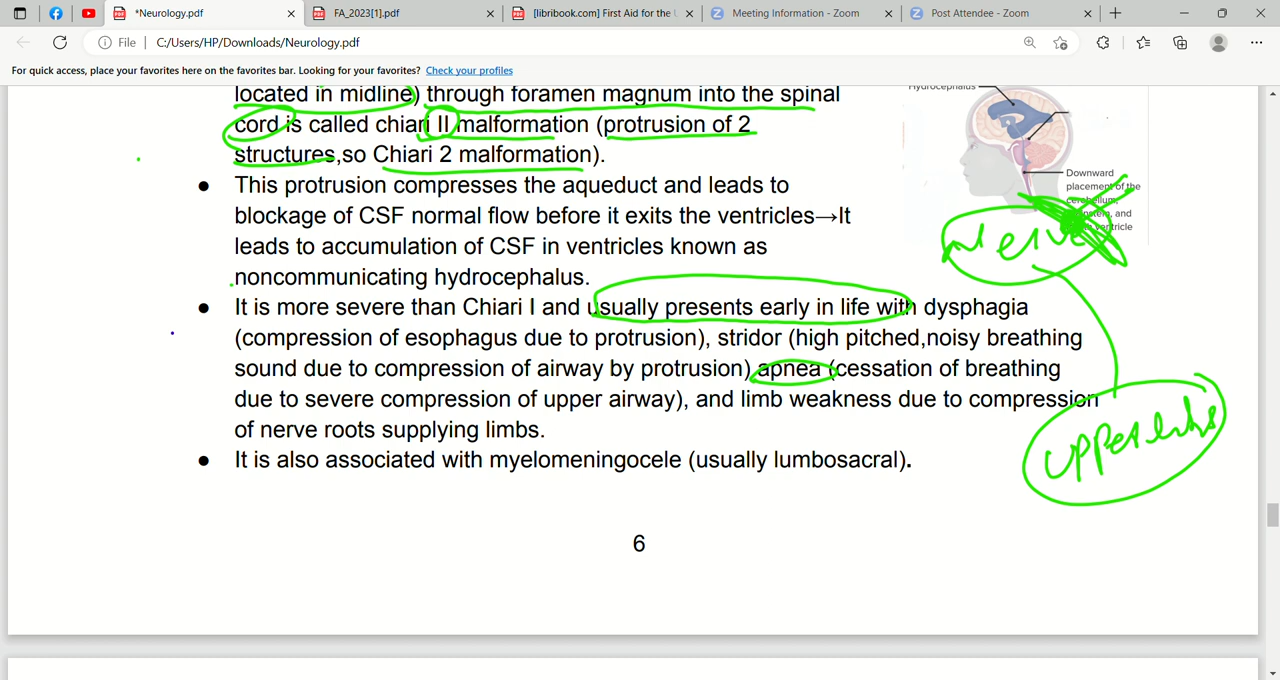 *Neurology.pdf
FA_2023[1].pdf
[libribook.com] First Aid for the
Meeting Information - Zoom
Post Attendee - Zoom
File | C:/Users/HP/Downloads/Neurology.pdf
For quick access, place your favorites here on the favorites bar. Looking for your favorites? Check your profiles
located in midline) through foramen magnum into the spinal
cord is called chiari II malformation (protrusion of 2
structures,so Chiari 2 malformation).
● This protrusion compresses the aqueduct and leads to
blockage of CSF normal flow before it exits the ventricles→It
leads to accumulation of CSF in ventricles known as
noncommunicating hydrocephalus.
● It is more severe than Chiari I and usually presents early in life with dysphagia
(compression of esophagus due to protrusion), stridor (high pitched,noisy breathing
sound due to compression of airway by protrusion) apnea (cessation of breathing
due to severe compression of upper airway), and limb weakness due to compression
of nerve roots supplying limbs.
● It is also associated with myelomeningocele (usually lumbosacral).
6
Hydrocephalus
Downward
placement of the
cerebellum,
and
ventricle
nerve
upper